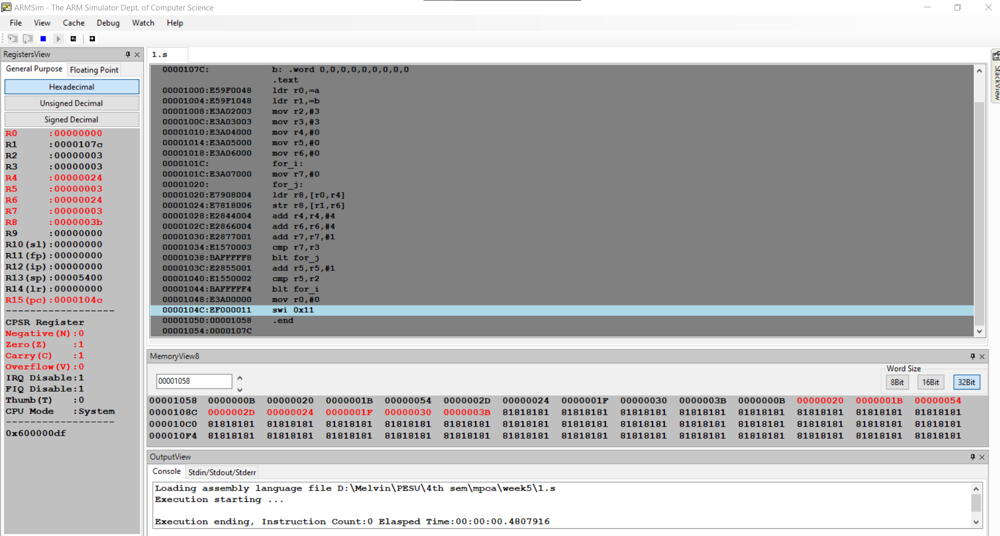 ARMSim - The ARM Simulator Dept. of Computer Science
File View Cache Debug Watch Help
RegistersView
General Purpose Floating Point
Hexadecimal
Unsigned Decimal
Signed Decimal
R0 :00000000
R1 :0000107c
R2 :00000003
R3 :00000003
R4 :00000024
R5 :00000003
R6 :00000024
R7 :00000003
R8 :0000003b
R9 :00000000
R10(sl):00000000
R11(fp):00000000
R12(ip):00000000
R13(sp):00005400
R14(lr):00000000
R15(pc):0000104c
------------------
CPSR Register
Negative(N):0
Zero(Z) :1
Carry(C) :1
Overflow(V):0
IRQ Disable:1
FIQ Disable:1
Thumb(T) :0
CPU Mode :System
------------------
0x600000df
1.s
0000107C: b: .word 0,0,0,0,0,0,0,0,0
.text
00001000:E59F0048 ldr r0,=a
00001004:E59F1048 ldr r1,=b
00001008:E3A02003 mov r2,#3
0000100C:E3A03003 mov r3,#3
00001010:E3A04000 mov r4,#0
00001014:E3A05000 mov r5,#0
00001018:E3A06000 mov r6,#0
0000101C: for_i:
0000101C:E3A07000 mov r7,#0
00001020: for_j:
00001020:E7908004 ldr r8,[r0,r4]
00001024:E7818006 str r8,[r1,r6]
00001028:E2844004 add r4,r4,#4
0000102C:E2866004 add r6,r6,#4
00001030:E2877001 add r7,r7,#1
00001034:E1570003 cmp r7,r3
00001038:BAFFFFF8 blt for_j
0000103C:E2855001 add r5,r5,#1
00001040:E1550002 cmp r5,r2
00001044:BAFFFFF4 blt for_i
00001048:E3A00000 mov r0,#0
0000104C:EF000011 swi 0x11
00001050:00001058 .end
00001054:0000107C
StackView
MemoryView8
00001058
Word Size
8Bit 16Bit 32Bit
00001058 0000000B 00000020 0000001B 00000054 0000002D 00000024 0000001F 00000030 0000003B 0000000B 00000020 0000001B 00000054
0000108C 0000002D 00000024 0000001F 00000030 0000003B 81818181 81818181 81818181 81818181 81818181 81818181 81818181 81818181
000010C0 81818181 81818181 81818181 81818181 81818181 81818181 81818181 81818181 81818181 81818181 81818181 81818181 81818181
000010F4 81818181 81818181 81818181 81818181 81818181 81818181 81818181 81818181 81818181 81818181 81818181 81818181 81818181
OutputView
Console Stdin/Stdout/Stderr
Loading assembly language file D:\Melvin\PESU\4th sem\mpca\week5\1.s
Execution starting ...
Execution ending, Instruction Count:0 Elasped Time:00:00:00.4807916